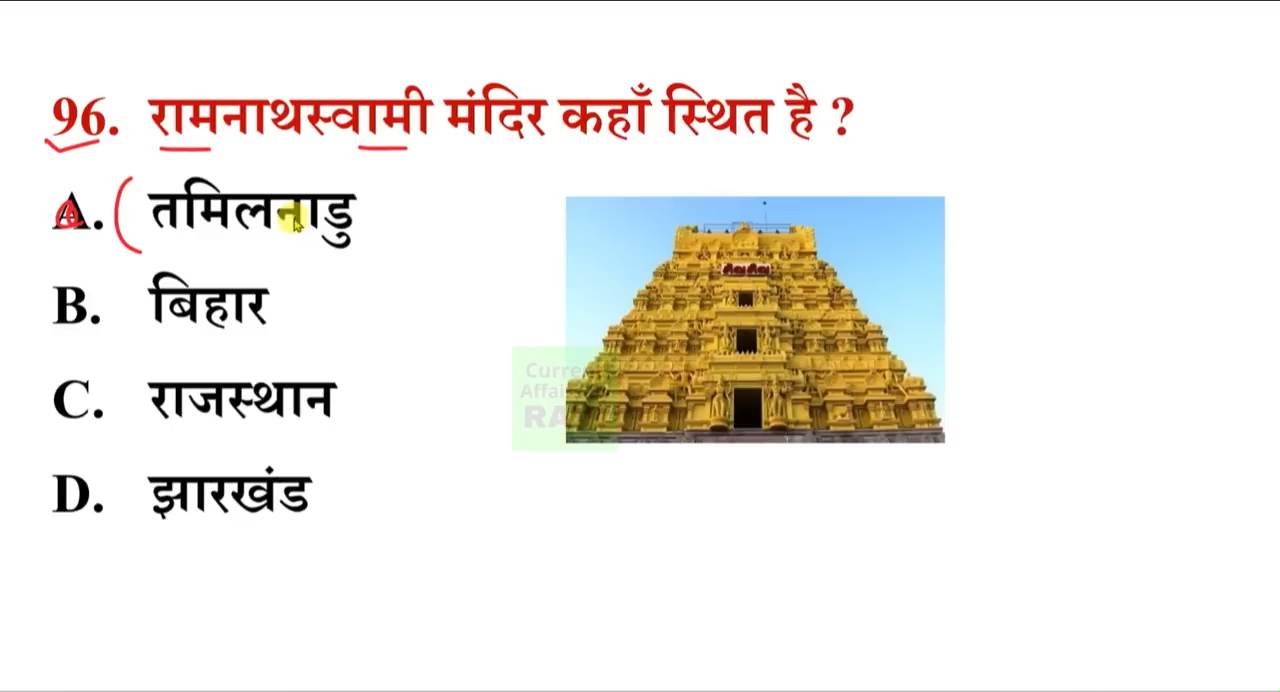 96. रामनाथस्वामी मंदिर कहाँ स्थित है ?
A. तमिलनाडु
B. बिहार
C. राजस्थान
D. झारखंड